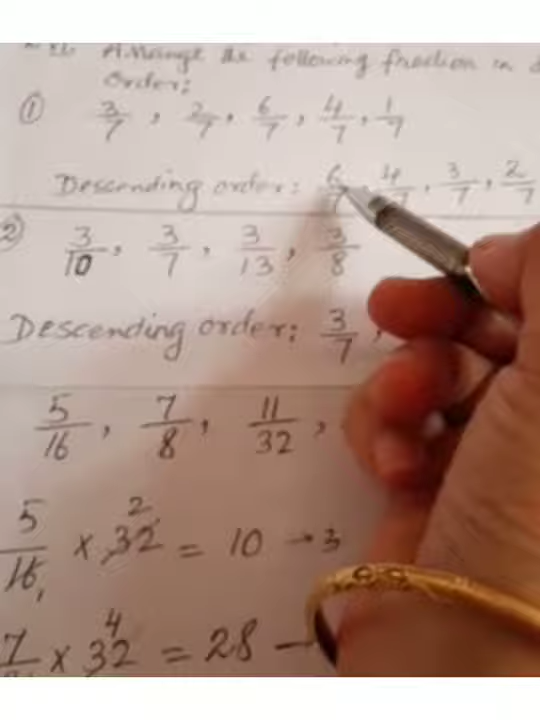 Arrange the following fraction in
Order:
① 3/7, 2/7, 6/7, 4/7, 1/7
Descending order: 6/7, 4/7, 3/7, 2/7
2) 3/10, 3/7, 3/13, 3/8
Descending order: 3/7,
5/16, 7/8, 11/32,
5/16 × 32 2 = 10 → 3
7/ × 32 4 = 28 →